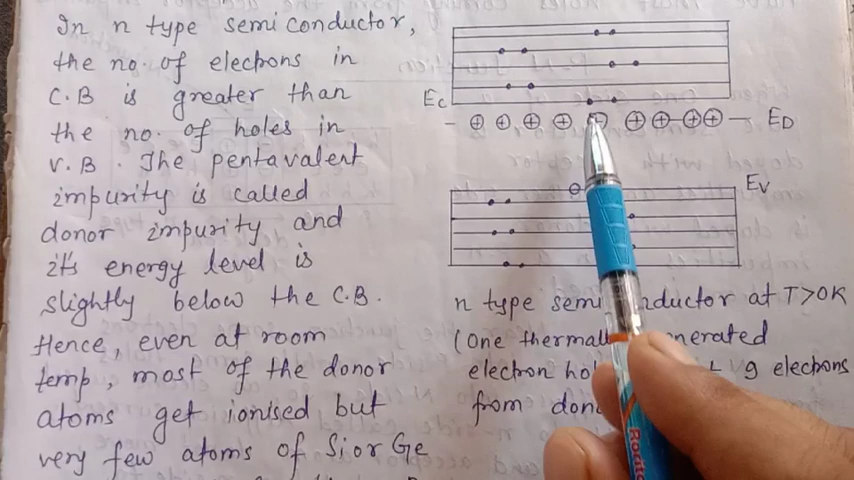 In n type semiconductor,
the no. of elecrons in
C.B is greater than
the no. of holes in
V.B. The pentavalent
impurity is called
donor impurity and
it's energy level is
slightly below the C.B.
Hence, even at room
temp, most of the donor
atoms get ionised but
very few atoms of Si or Ge
Ec
ED
Ev
n type semi nductor at T>0K
(One thermal nerated
electron ho 9 electrons
from don